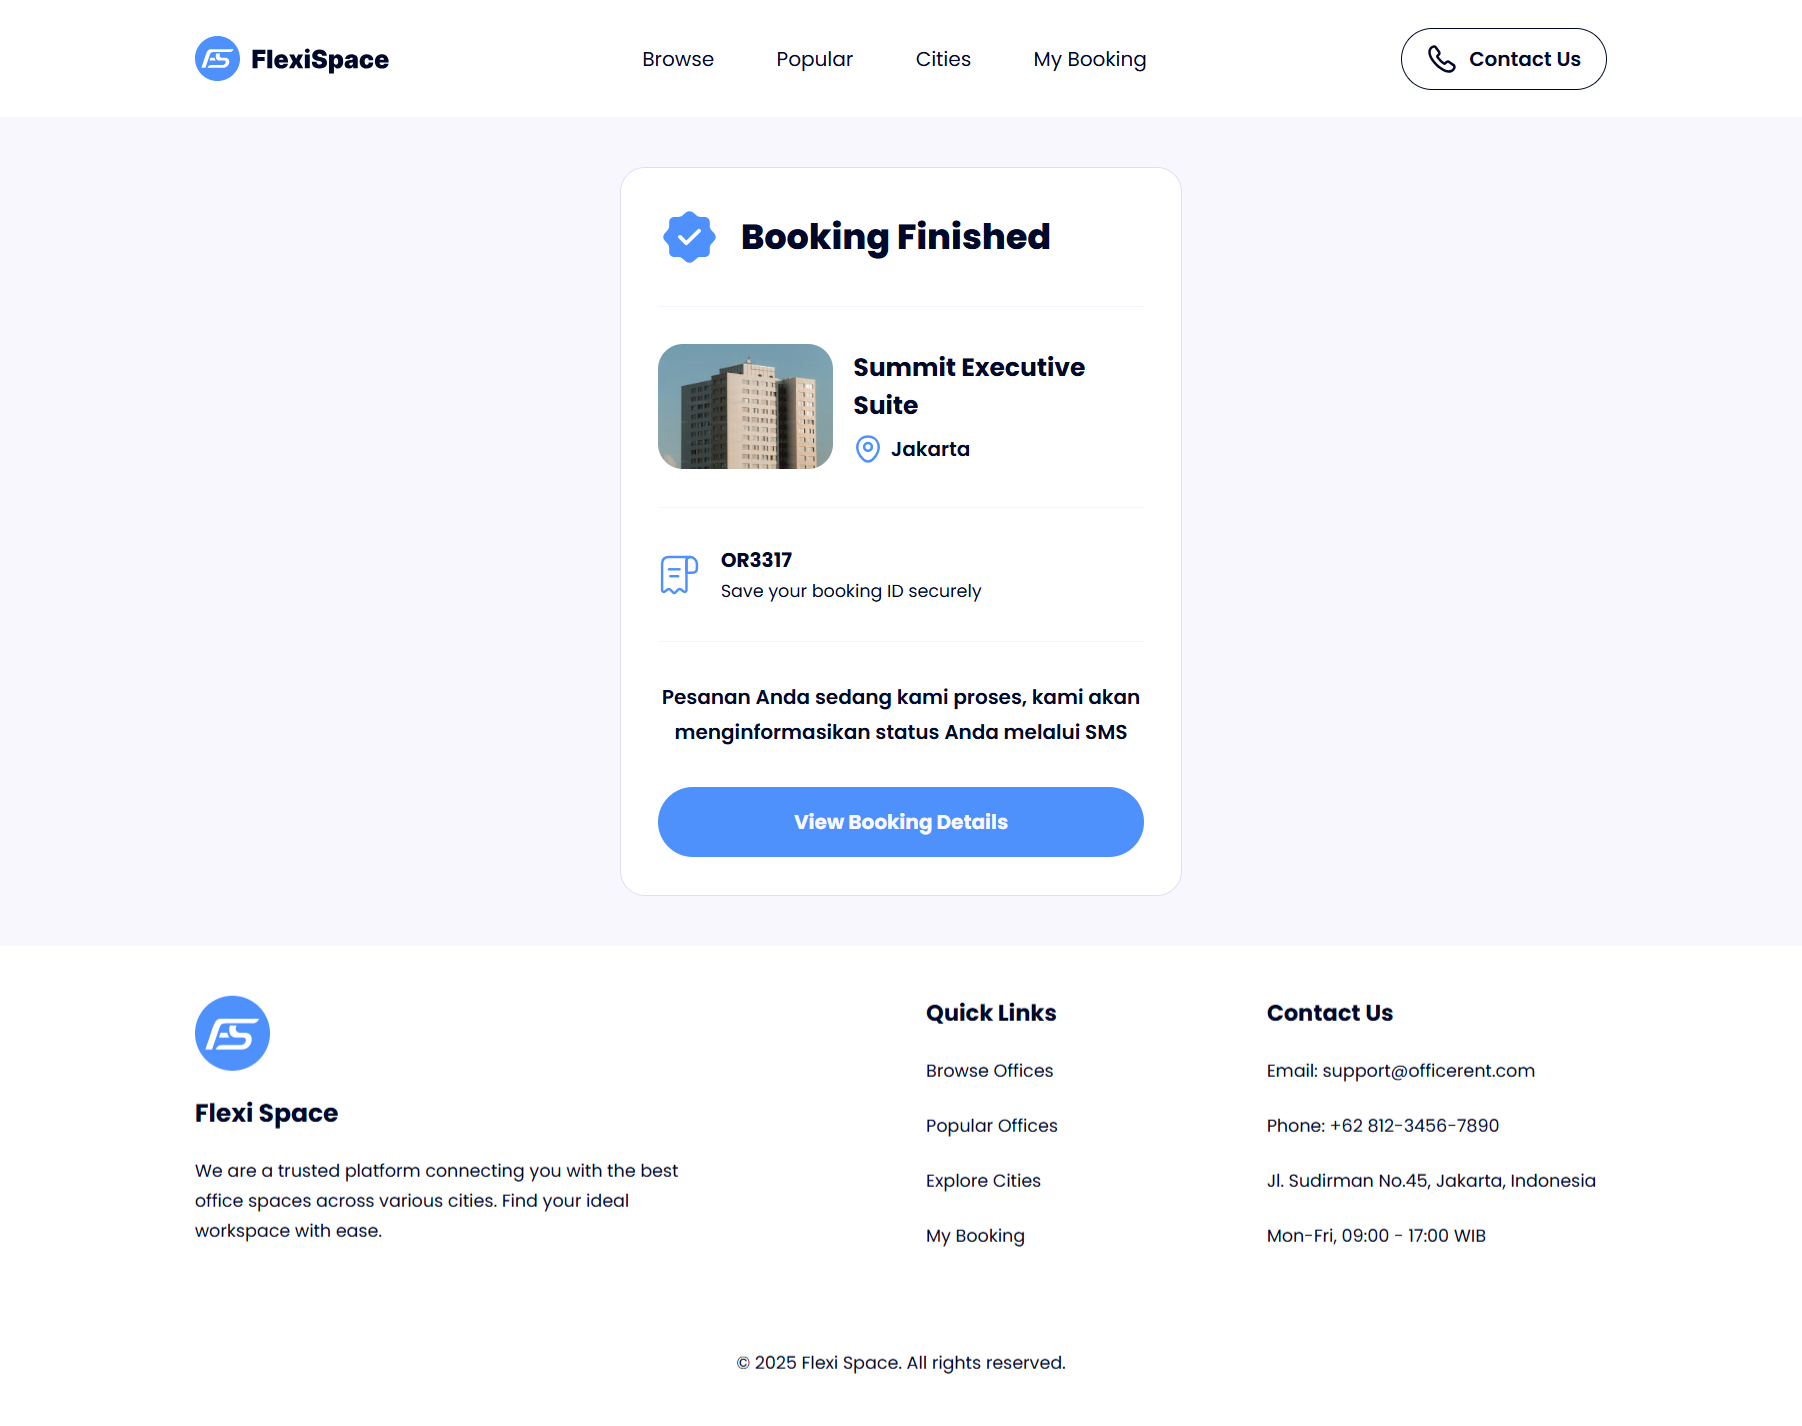 FlexiSpace
Browse
Popular
Cities
My Booking
Contact Us
Booking Finished
Summit Executive
Suite
Jakarta
OR3317
Save your booking ID securely
Pesanan Anda sedang kami proses, kami akan
menginformasikan status Anda melalui SMS
View Booking Details
Flexi Space
We are a trusted platform connecting you with the best
office spaces across various cities. Find your ideal
workspace with ease.
Quick Links
Browse Offices
Popular Offices
Explore Cities
My Booking
Contact Us
Email: support@officerent.com
Phone: +62 812-3456-7890
Jl. Sudirman No.45, Jakarta, Indonesia
Mon-Fri, 09:00 - 17:00 WIB
© 2025 Flexi Space. All rights reserved.